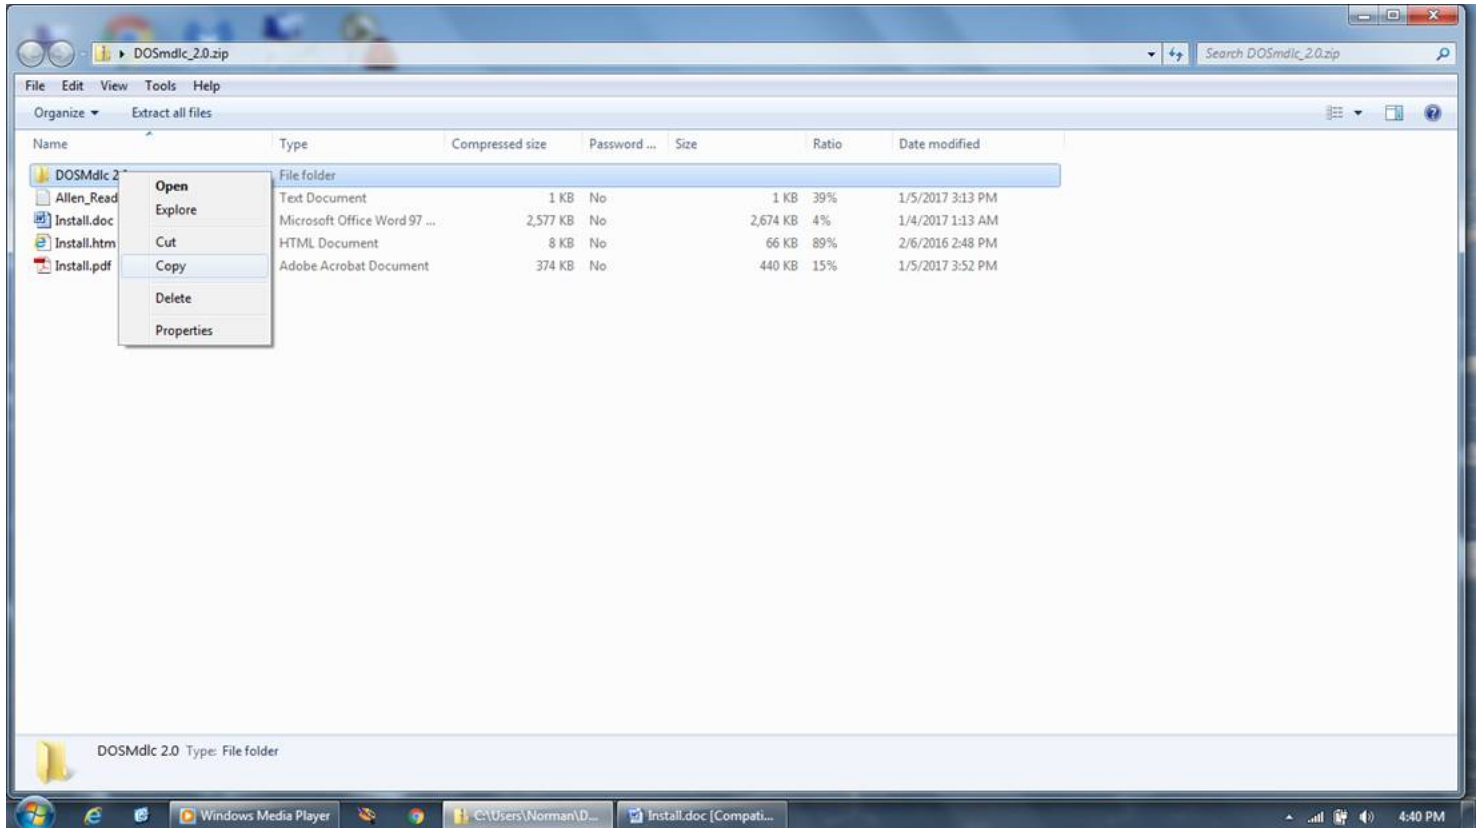 DOSmdlc_2.0.zip
Search DOSmdlc_2.0.zip
File Edit View Tools Help
Organize Extract all files
Name Type Compressed size Password ... Size Ratio Date modified
DOSMdlc 2 File folder
Allen_Read Text Document 1 KB No 1 KB 39% 1/5/2017 3:13 PM
Install.doc Microsoft Office Word 97 ... 2,577 KB No 2,674 KB 4% 1/4/2017 1:13 AM
Install.htm HTML Document 8 KB No 66 KB 89% 2/6/2016 2:48 PM
Install.pdf Adobe Acrobat Document 374 KB No 440 KB 15% 1/5/2017 3:52 PM
Open
Explore
Cut
Copy
Delete
Properties
DOSMdlc 2.0 Type: File folder
Windows Media Player C:\Users\Norman\D... Install.doc [Compati... 4:40 PM